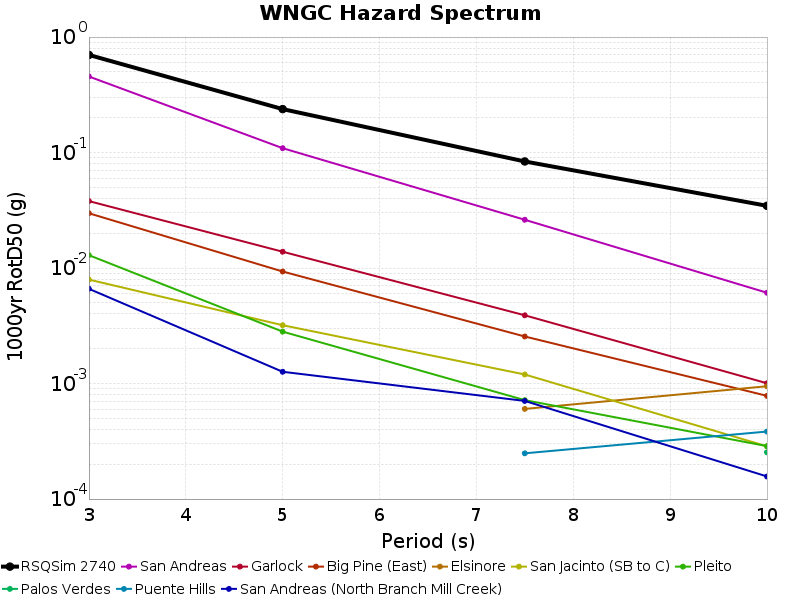 WNGC Hazard Spectrum
10^0
10^-1
10^-2
10^-3
10^-4
1000yr RotD50 (g)
3 4 5 6 7 8 9 10
Period (s)
RSQSim 2740 San Andreas Garlock Big Pine (East) Elsinore San Jacinto (SB to C) Pleito
Palos Verdes Puente Hills San Andreas (North Branch Mill Creek)